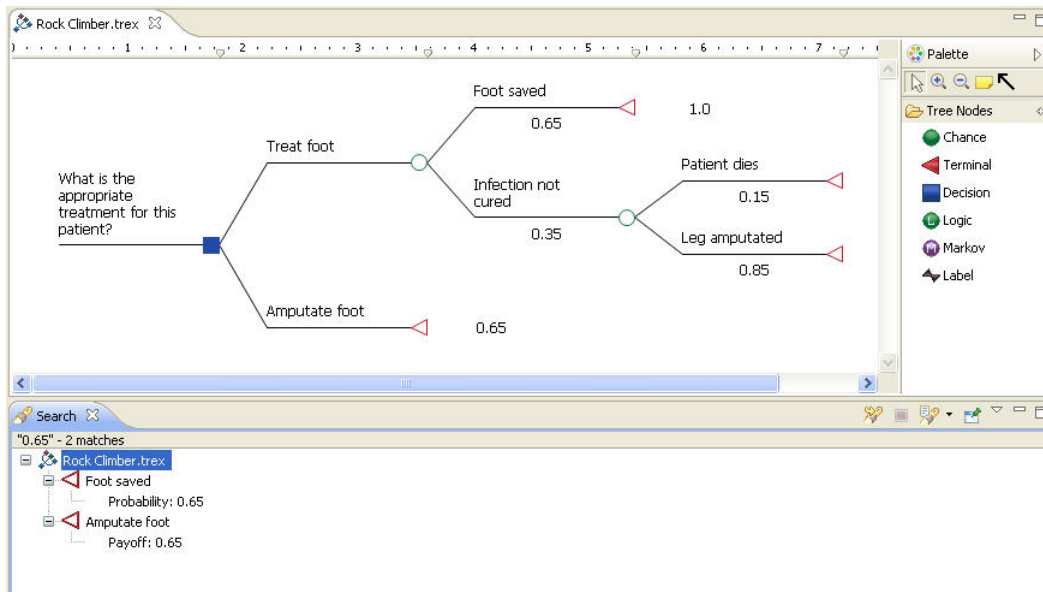 Rock Climber.trex
1 2 3 4 5 6 7
Palette
Tree Nodes
Chance
Terminal
Decision
L Logic
M Markov
Label
Foot saved
0.65
1.0
Treat foot
What is the
appropriate
treatment for this
patient?
Infection not
cured
0.35
Patient dies
0.15
Leg amputated
0.85
Amputate foot
0.65
Search
"0.65" - 2 matches
Rock Climber.trex
Foot saved
Probability: 0.65
Amputate foot
Payoff: 0.65